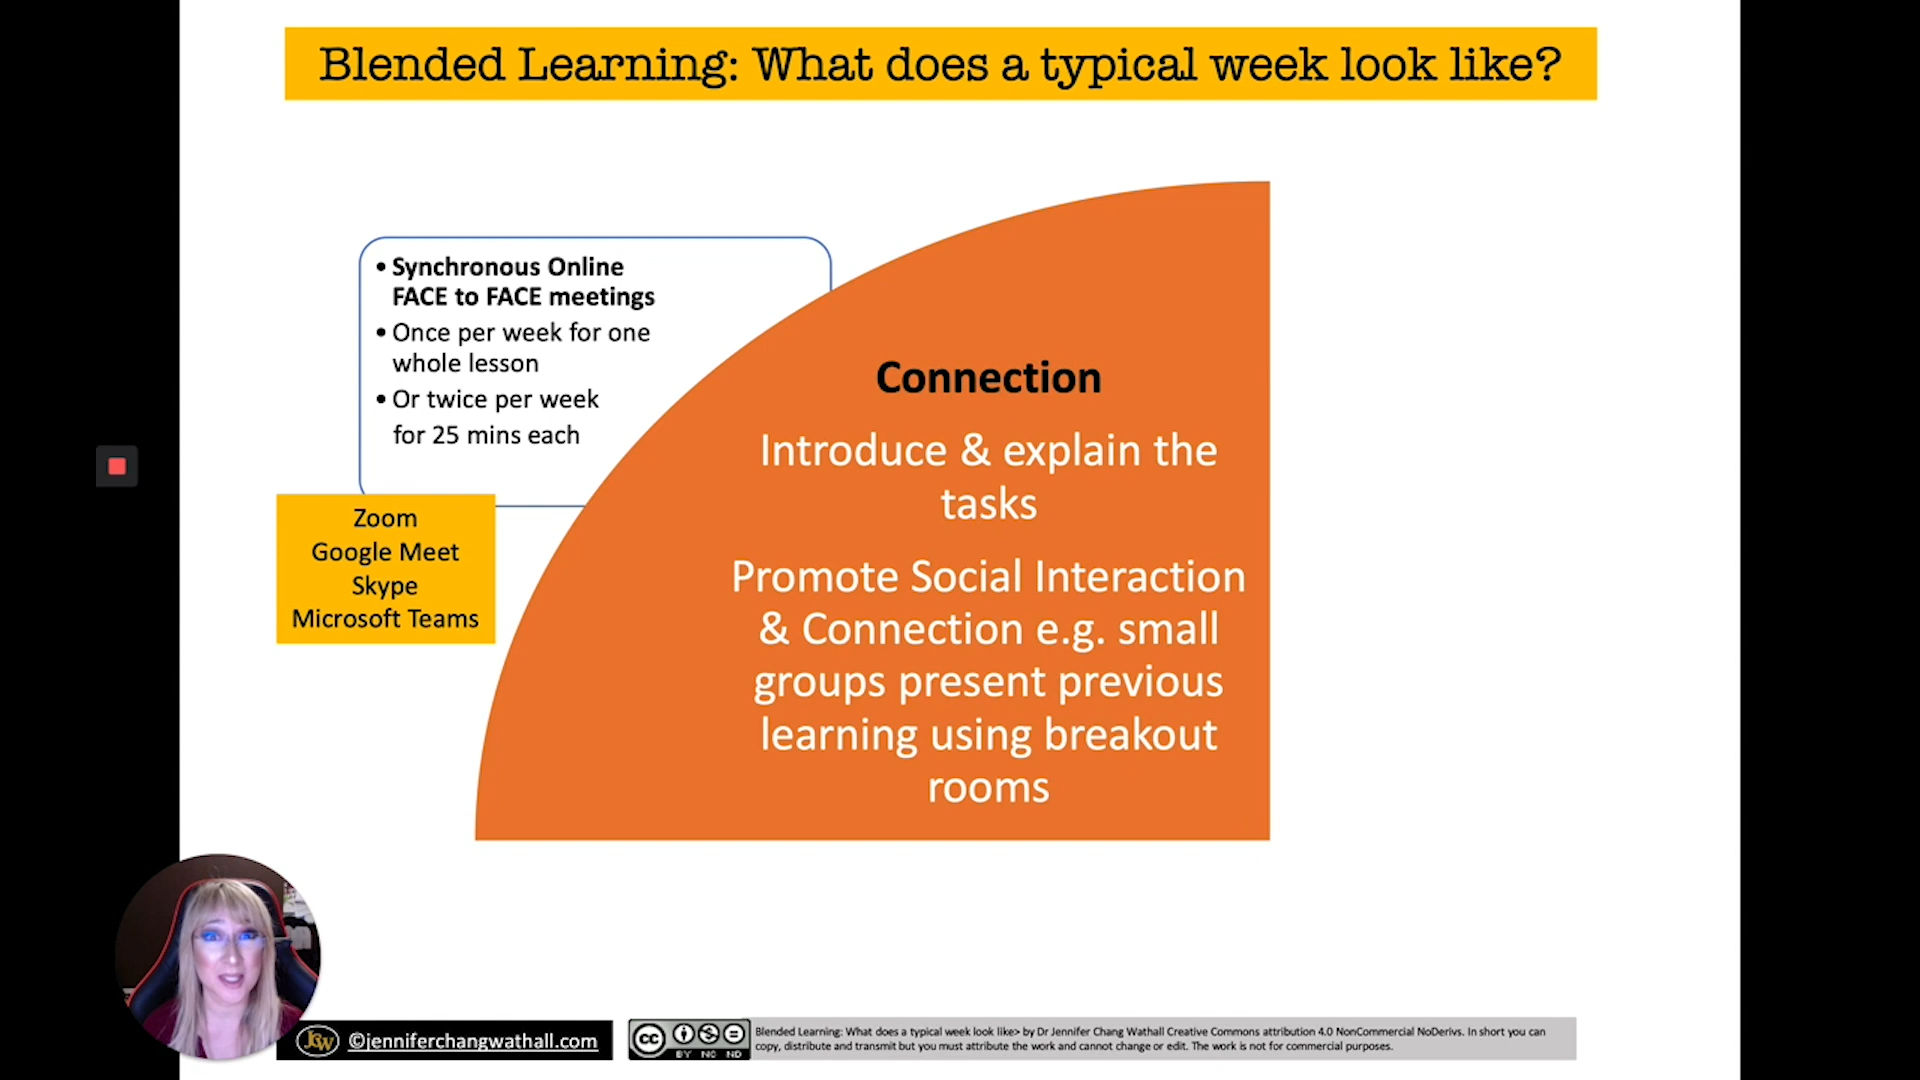 Blended Learning: What does a typical week look like?
• Synchronous Online
FACE to FACE meetings
• Once per week for one
whole lesson
• Or twice per week
for 25 mins each
Zoom
Google Meet
Skype
Microsoft Teams
Connection
Introduce & explain the
tasks
Promote Social Interaction
& Connection e.g. small
groups present previous
learning using breakout
rooms
JCW
©jenniferchangwathall.com
cc
BY NC ND
Blended Learning: What does a typical week look like> by Dr Jennifer Chang Wathall Creative Commons attribution 4.0 NonCommercial NoDerivs. In short you can
copy, distribute and transmit but you must attribute the work and cannot change or edit. The work is not for commercial purposes.